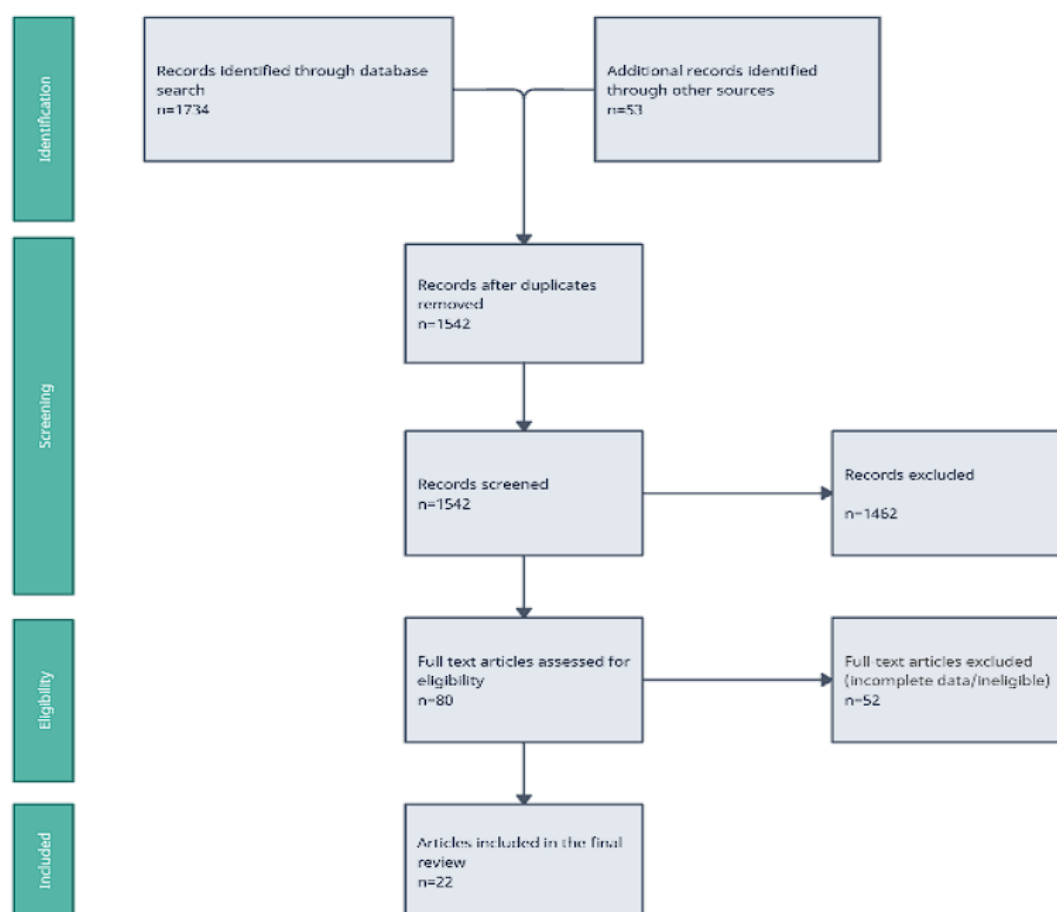 Identification
Records identified through database
search
n=1734
Additional records identified
through other sources
n=53
Screening
Records after duplicates
removed
n=1542
Records screened
n=1542
Records excluded
n=1462
Eligibility
Full text articles assessed for
eligibility
n=80
Full-text articles excluded
(incomplete data/ineligible)
n=52
Included
Articles included in the final
review
n=22